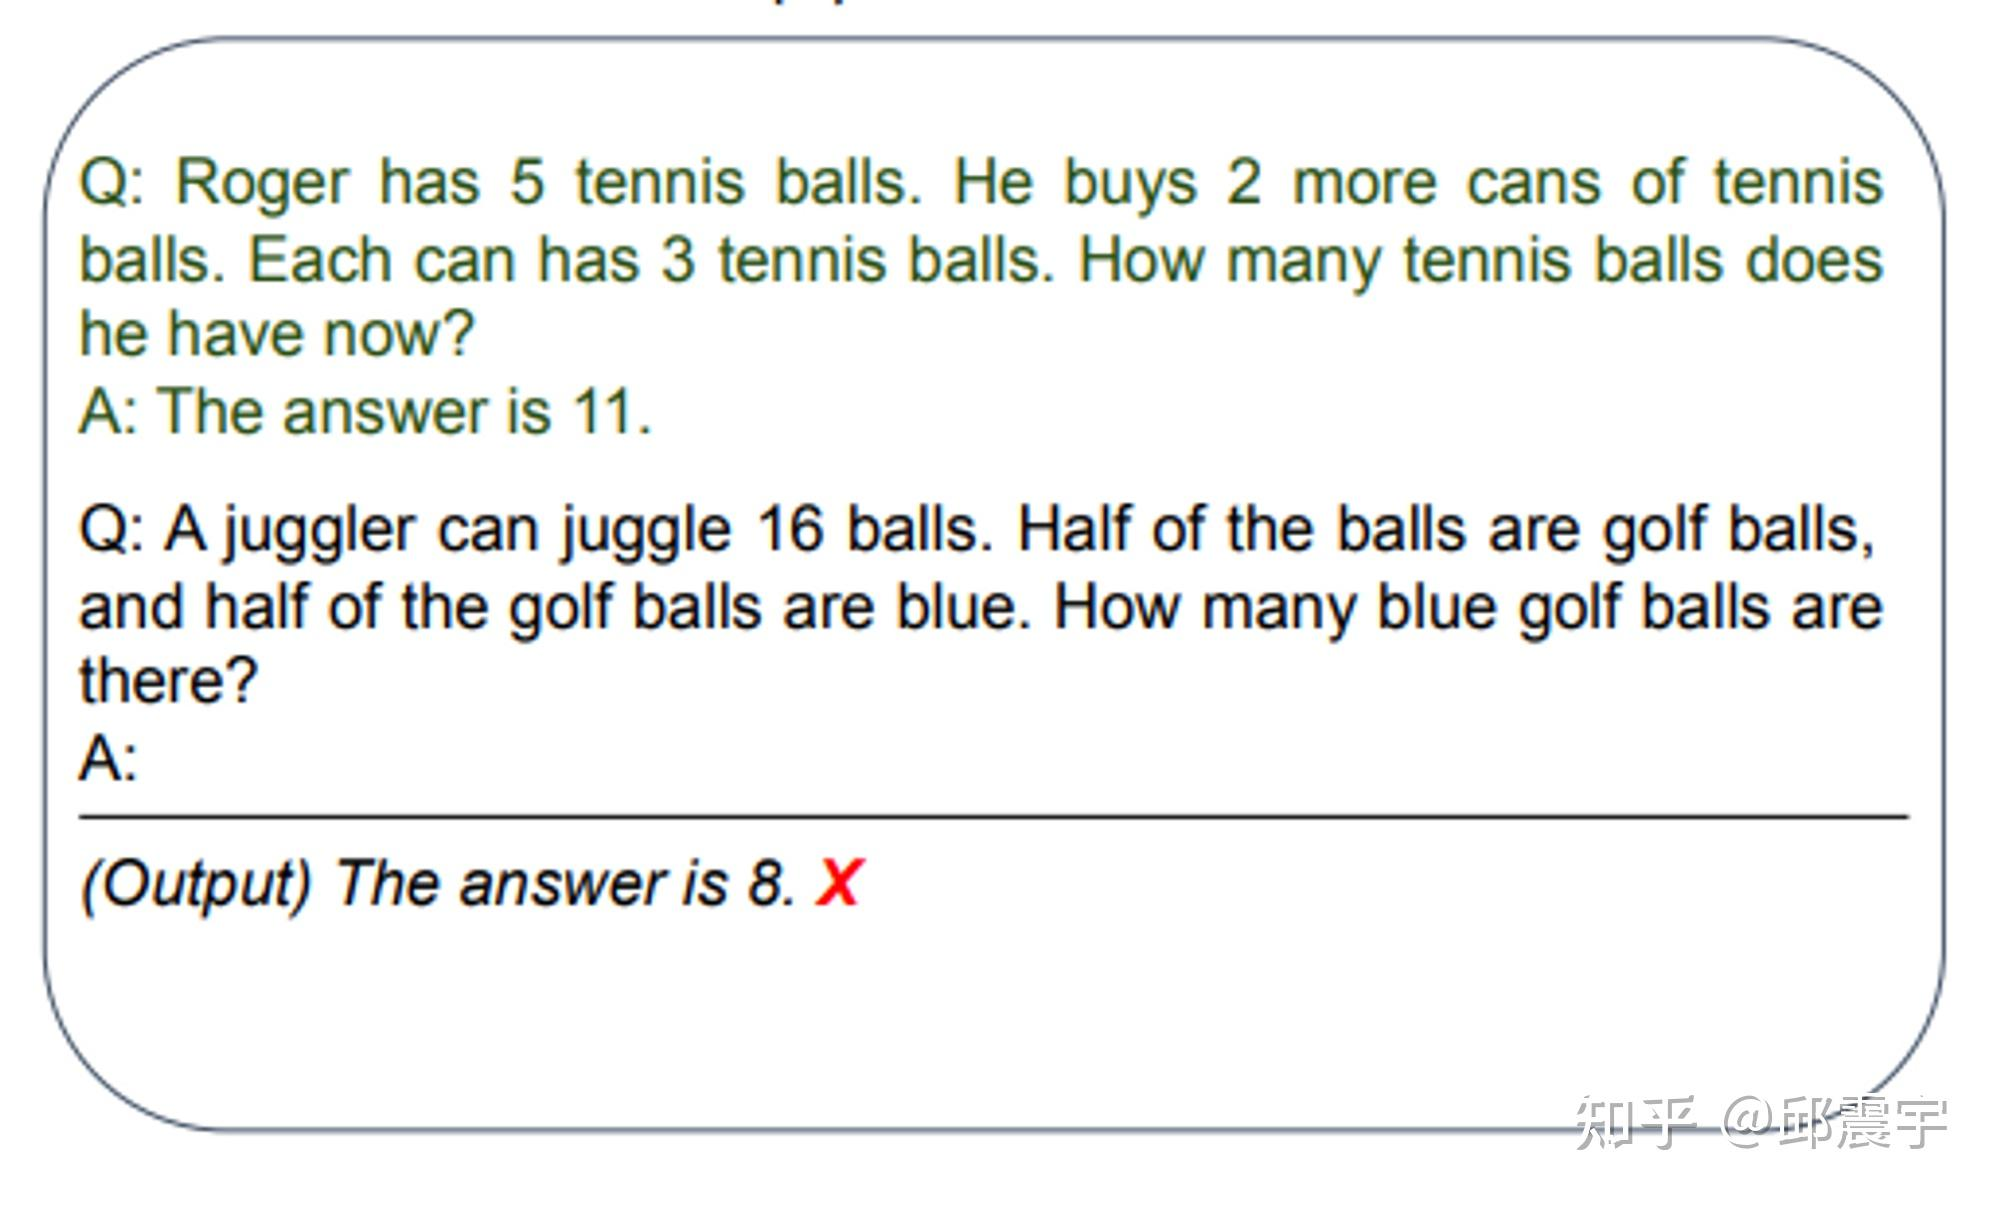 Q: Roger has 5 tennis balls. He buys 2 more cans of tennis
balls. Each can has 3 tennis balls. How many tennis balls does
he have now?
A: The answer is 11.
Q: A juggler can juggle 16 balls. Half of the balls are golf balls,
and half of the golf balls are blue. How many blue golf balls are
there?
A:
(Output) The answer is 8. X
知乎 @邱震宇